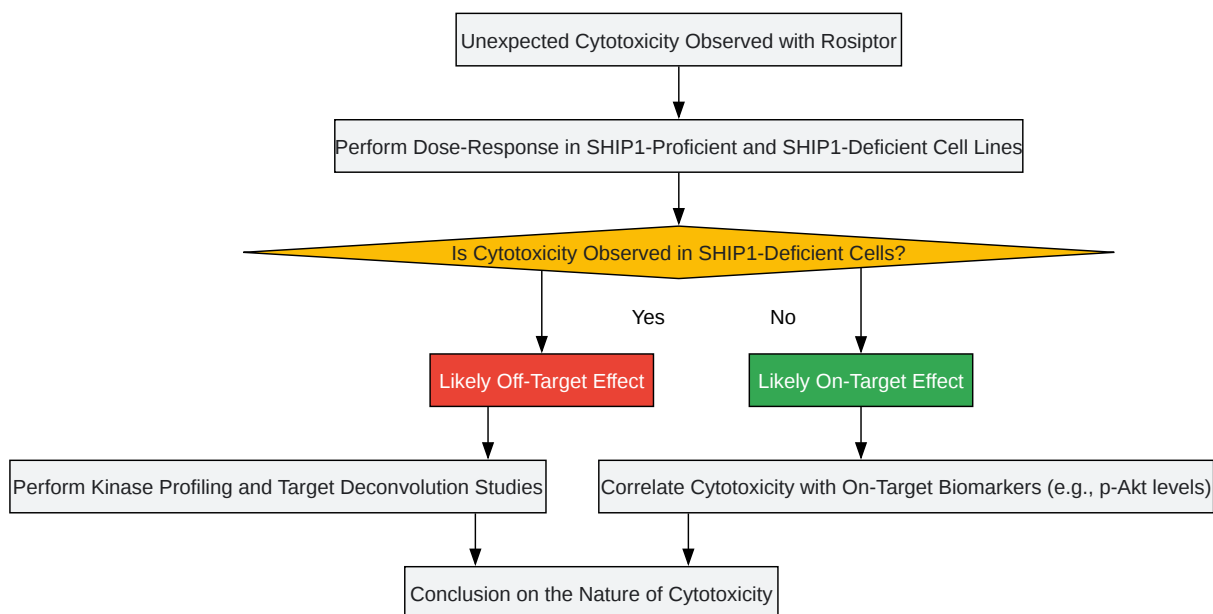 Unexpected Cytotoxicity Observed with Rosiptor
Perform Dose-Response in SHIP1-Proficient and SHIP1-Deficient Cell Lines
Is Cytotoxicity Observed in SHIP1-Deficient Cells?
Yes
No
Likely Off-Target Effect
Likely On-Target Effect
Perform Kinase Profiling and Target Deconvolution Studies
Correlate Cytotoxicity with On-Target Biomarkers (e.g., p-Akt levels)
Conclusion on the Nature of Cytotoxicity